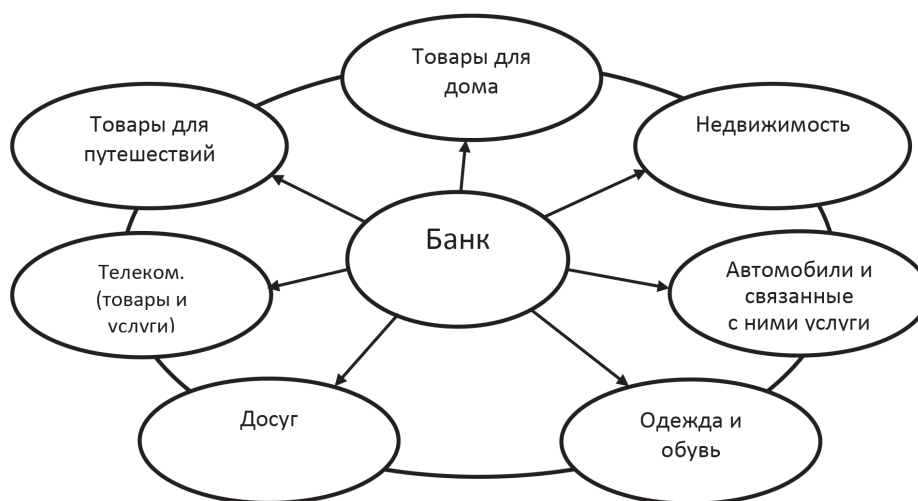 Товары для
дома
Товары для
путешествий
Недвижимость
Банк
Телеком.
(товары и
услуги)
Автомобили и
связанные
с ними услуги
Досуг
Одежда и
обувь